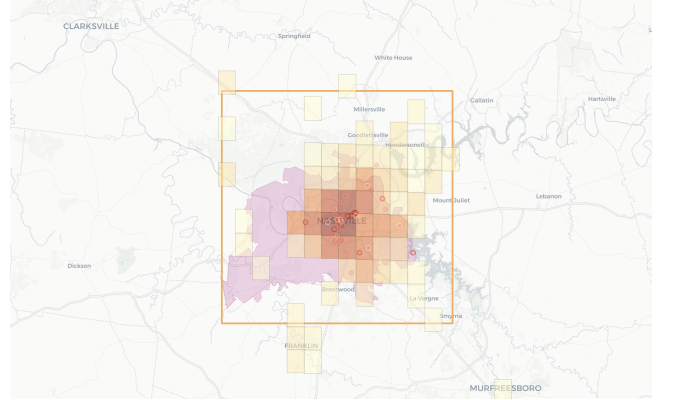 CLARKSVILLE
Springfield
White House
Hartsville
Gallatin
Millersville
Goodlettsville
Hendersonville
Mount Juliet
Lebanon
NASHVILLE
Dickson
Brentwood
La Vergne
Smyrna
FRANKLIN
MURFREESBORO